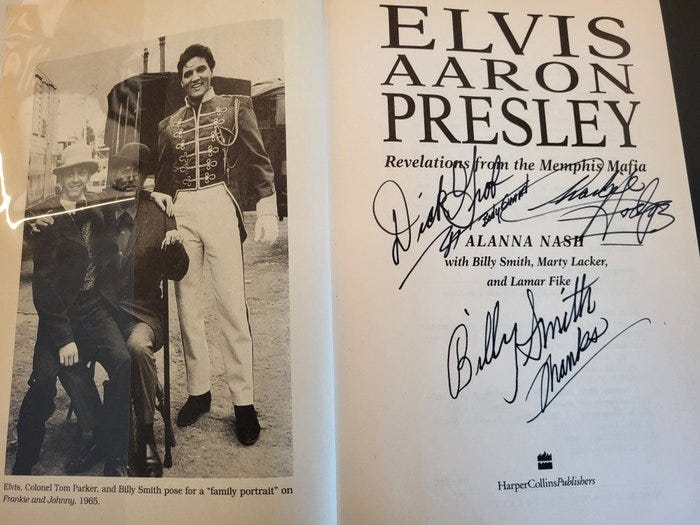 Elvis, Colonel Tom Parker, and Billy Smith pose for a "family portrait" on
Frankie and Johnny, 1965.
ELVIS
AARON
PRESLEY
Revelations from the Memphis Mafia
Dick Grob
Body Guard
Charlie
Hodge
ALANNA NASH
with Billy Smith, Marty Lacker,
and Lamar Fike
Billy Smith
Thanks
HarperCollinsPublishers